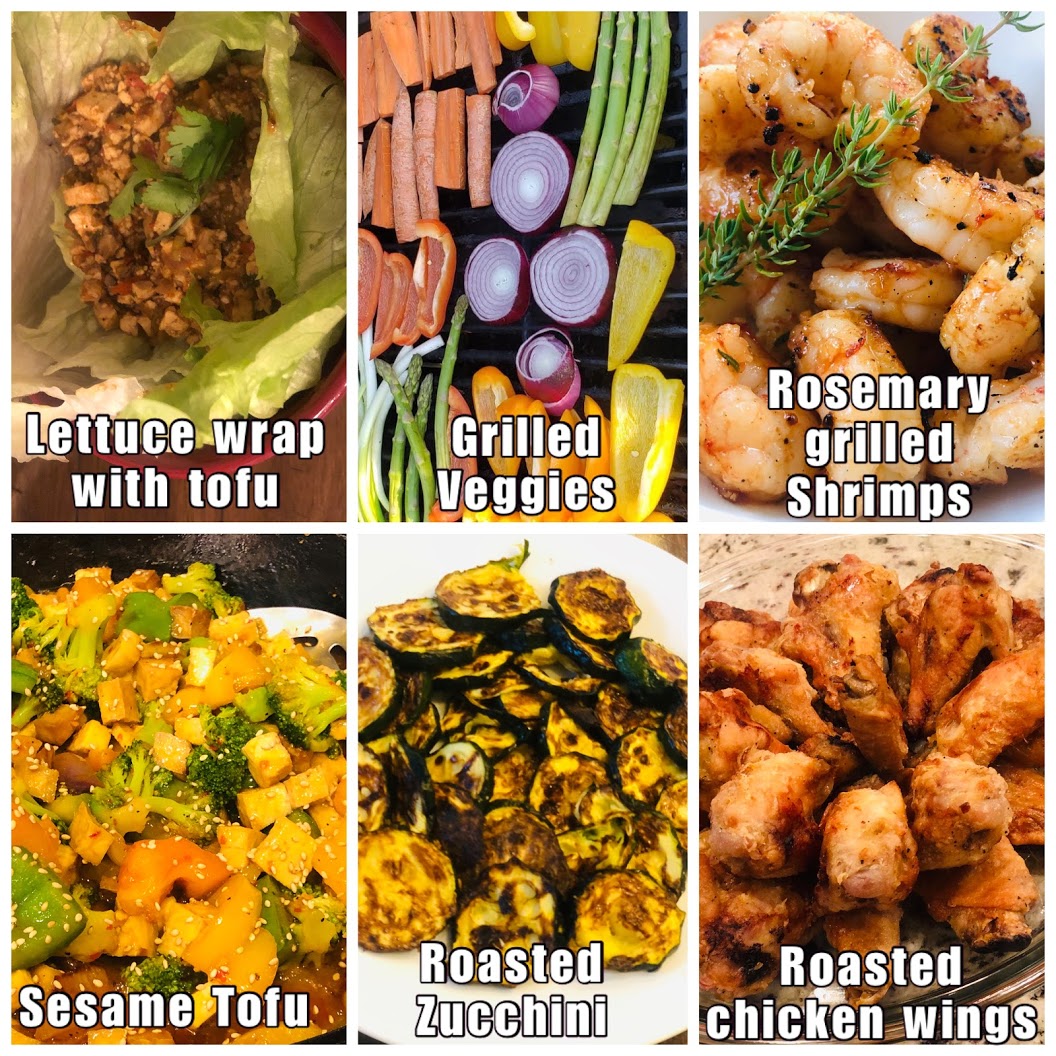 Lettuce wrap
with tofu
Grilled
Veggies
Rosemary
grilled
Shrimps
Sesame Tofu
Roasted
Zucchini
Roasted
chicken wings